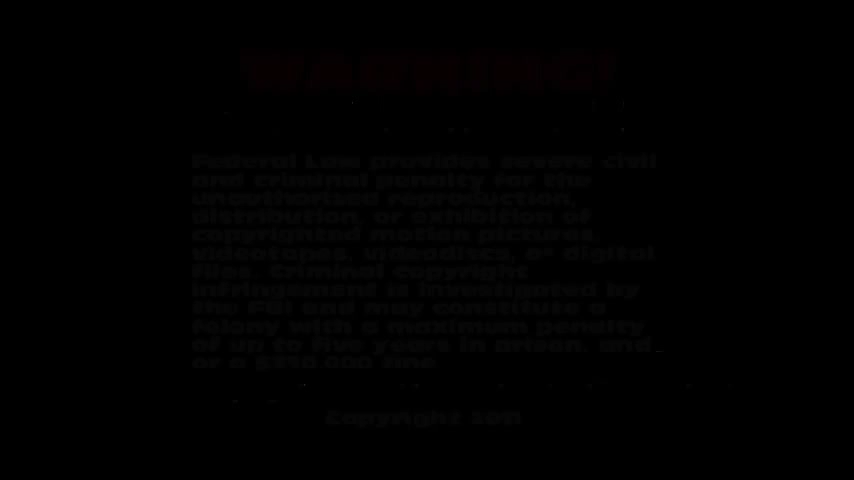 WARNING!
Federal Law provides severe civil
and criminal penalty for the
unauthorized reproduction,
distribution, or exhibition of
copyrighted motion pictures,
videotapes, videodiscs, or digital
files. Criminal copyright
infringement is investigated by
the FBI and may constitute a
felony with a maximum penalty
of up to five years in prison, and
or a $250,000 fine.
Copyright 2011